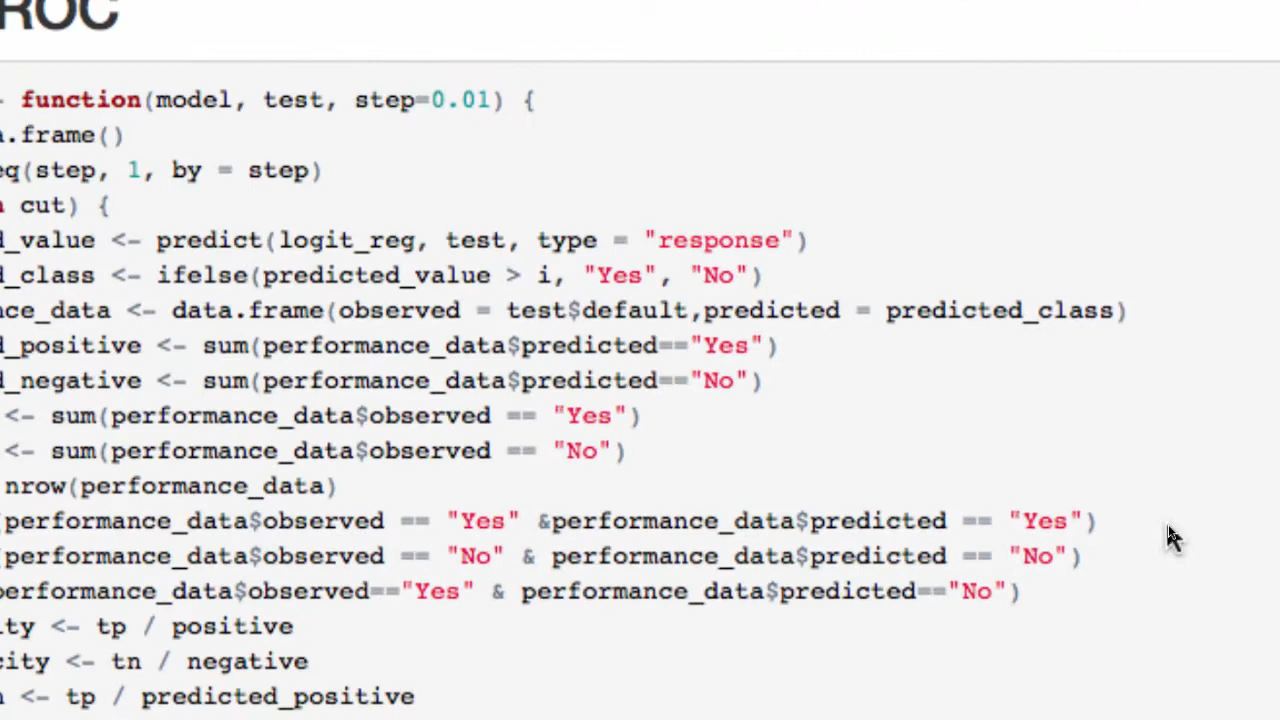 ROC
- function(model, test, step=0.01) {
a.frame()
eq(step, 1, by = step)
n cut) {
d_value <- predict(logit_reg, test, type = "response")
d_class <- ifelse(predicted_value > i, "Yes", "No")
nce_data <- data.frame(observed = test$default,predicted = predicted_class)
d_positive <- sum(performance_data$predicted=="Yes")
d_negative <- sum(performance_data$predicted=="No")
<- sum(performance_data$observed == "Yes")
<- sum(performance_data$observed == "No")
nrow(performance_data)
(performance_data$observed == "Yes" &performance_data$predicted == "Yes")
(performance_data$observed == "No" & performance_data$predicted == "No")
performance_data$observed=="Yes" & performance_data$predicted=="No")
ity <- tp / positive
city <- tn / negative
n <- tp / predicted_positive